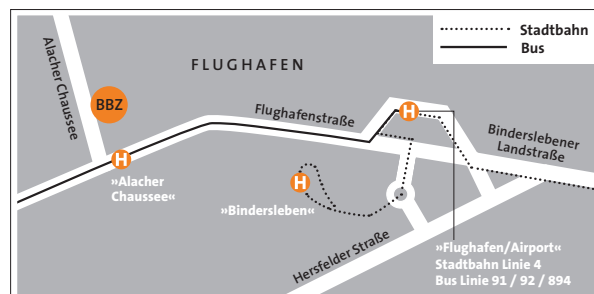 Stadtbahn
Bus
Alacher Chaussee
FLUGHAFEN
BBZ
Flughafenstraße
H
Binderslebener
Landstraße
H
»Alacher
Chaussee«
H
»Bindersleben«
Hersfelder Straße
»Flughafen/Airport«
Stadtbahn Linie 4
Bus Linie 91 / 92 / 894